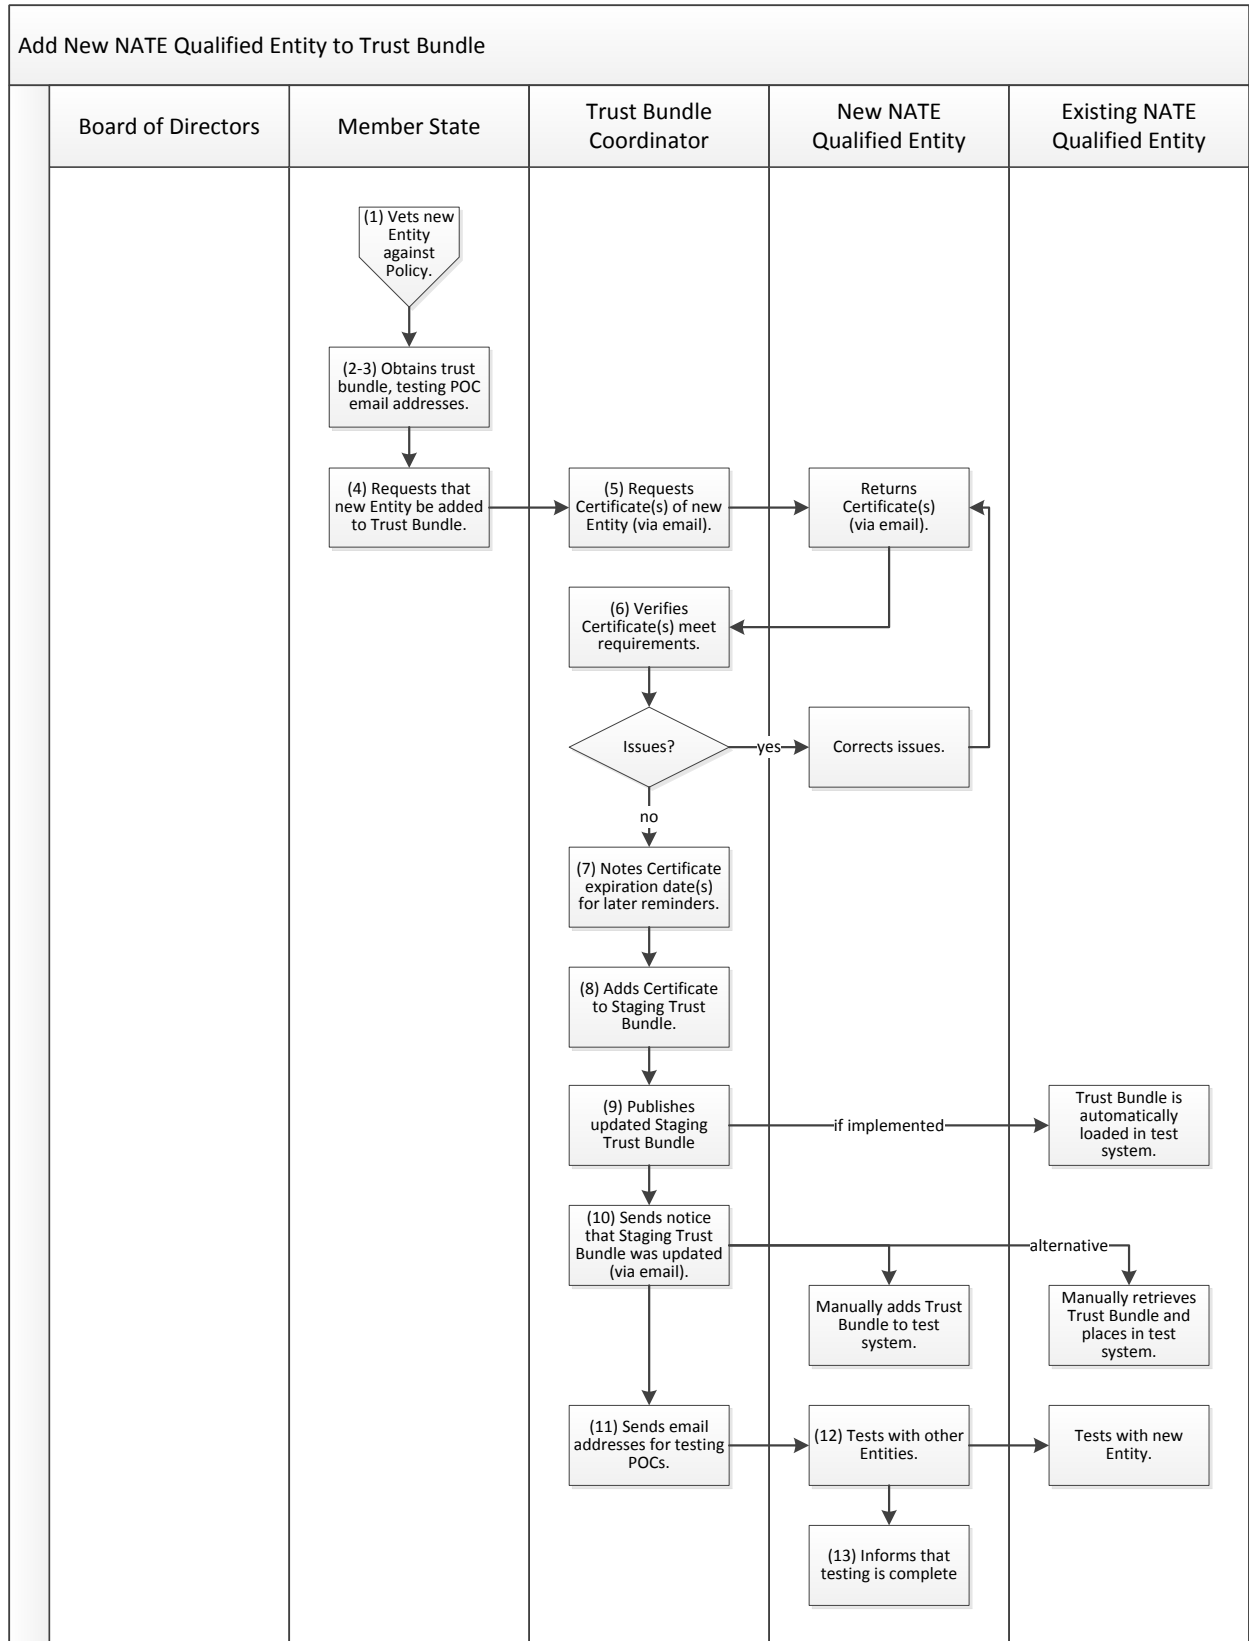 Add New NATE Qualified Entity to Trust Bundle
Board of Directors
Member State
Trust Bundle
Coordinator
New NATE
Qualified Entity
Existing NATE
Qualified Entity
(1) Vets new
Entity
against
Policy.
(2-3) Obtains trust
bundle, testing POC
email addresses.
(4) Requests that
new Entity be added
to Trust Bundle.
(5) Requests
Certificate(s) of new
Entity (via email).
Returns
Certificate(s)
(via email).
(6) Verifies
Certificate(s) meet
requirements.
Issues?
yes
Corrects issues.
no
(7) Notes Certificate
expiration date(s)
for later reminders.
(8) Adds Certificate
to Staging Trust
Bundle.
(9) Publishes
updated Staging
Trust Bundle
if implemented
Trust Bundle is
automatically
loaded in test
system.
(10) Sends notice
that Staging Trust
Bundle was updated
(via email).
alternative
Manually adds Trust
Bundle to test
system.
Manually retrieves
Trust Bundle and
places in test
system.
(11) Sends email
addresses for testing
POCs.
(12) Tests with other
Entities.
Tests with new
Entity.
(13) Informs that
testing is complete